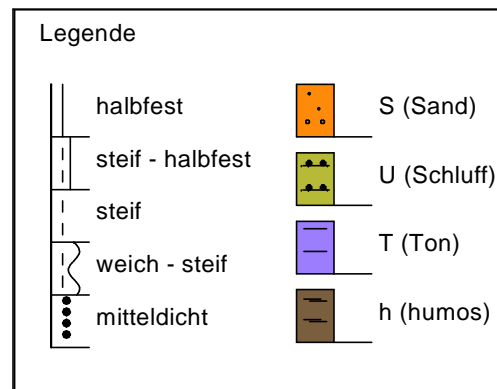 Legende
halbfest
steif - halbfest
steif
weich - steif
mitteldicht
S (Sand)
U (Schluff)
T (Ton)
h (humos)